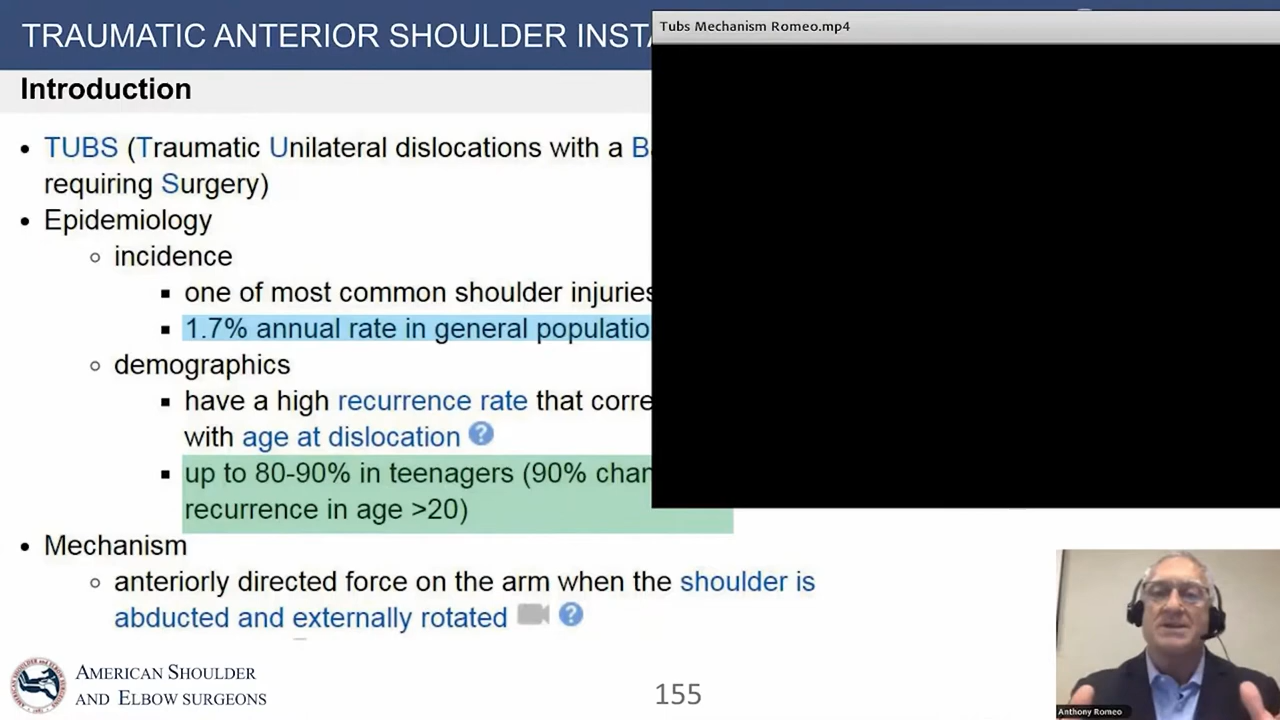 TRAUMATIC ANTERIOR SHOULDER INST
Tubs Mechanism Romeo.mp4
Introduction
• TUBS (Traumatic Unilateral dislocations with a
requiring Surgery)
• Epidemiology
incidence
one of most common shoulder injuries
1.7% annual rate in general populatio
demographics
have a high recurrence rate that corre
with age at dislocation ?
up to 80-90% in teenagers (90% chan
recurrence in age >20)
• Mechanism
anteriorly directed force on the arm when the shoulder is
abducted and externally rotated ?
AMERICAN SHOULDER
AND ELBOW SURGEONS
155
Anthony Romeo